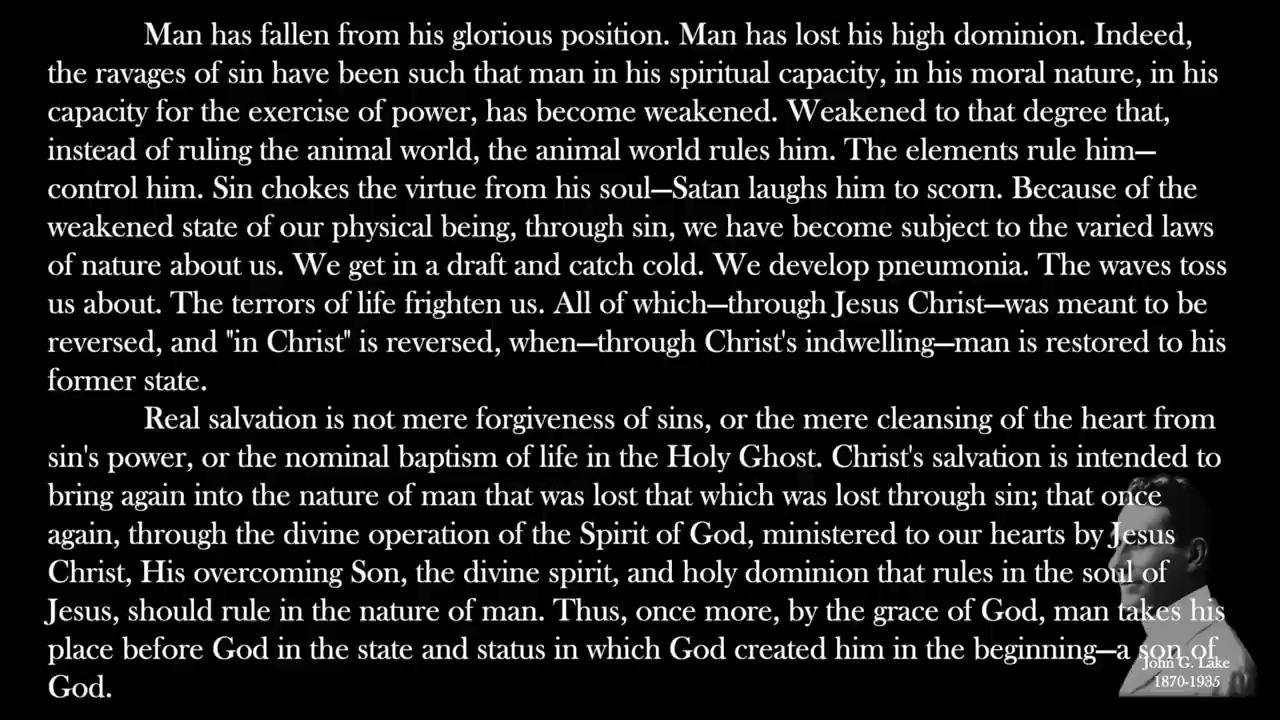 Man has fallen from his glorious position. Man has lost his high dominion. Indeed,
the ravages of sin have been such that man in his spiritual capacity, in his moral nature, in his
capacity for the exercise of power, has become weakened. Weakened to that degree that,
instead of ruling the animal world, the animal world rules him. The elements rule him—
control him. Sin chokes the virtue from his soul—Satan laughs him to scorn. Because of the
weakened state of our physical being, through sin, we have become subject to the varied laws
of nature about us. We get in a draft and catch cold. We develop pneumonia. The waves toss
us about. The terrors of life frighten us. All of which—through Jesus Christ—was meant to be
reversed, and "in Christ" is reversed, when—through Christ's indwelling—man is restored to his
former state.
Real salvation is not mere forgiveness of sins, or the mere cleansing of the heart from
sin's power, or the nominal baptism of life in the Holy Ghost. Christ's salvation is intended to
bring again into the nature of man that was lost that which was lost through sin; that once
again, through the divine operation of the Spirit of God, ministered to our hearts by Jesus
Christ, His overcoming Son, the divine spirit, and holy dominion that rules in the soul of
Jesus, should rule in the nature of man. Thus, once more, by the grace of God, man takes his
place before God in the state and status in which God created him in the beginning—a son of
God.
John G. Lake
1870-1935